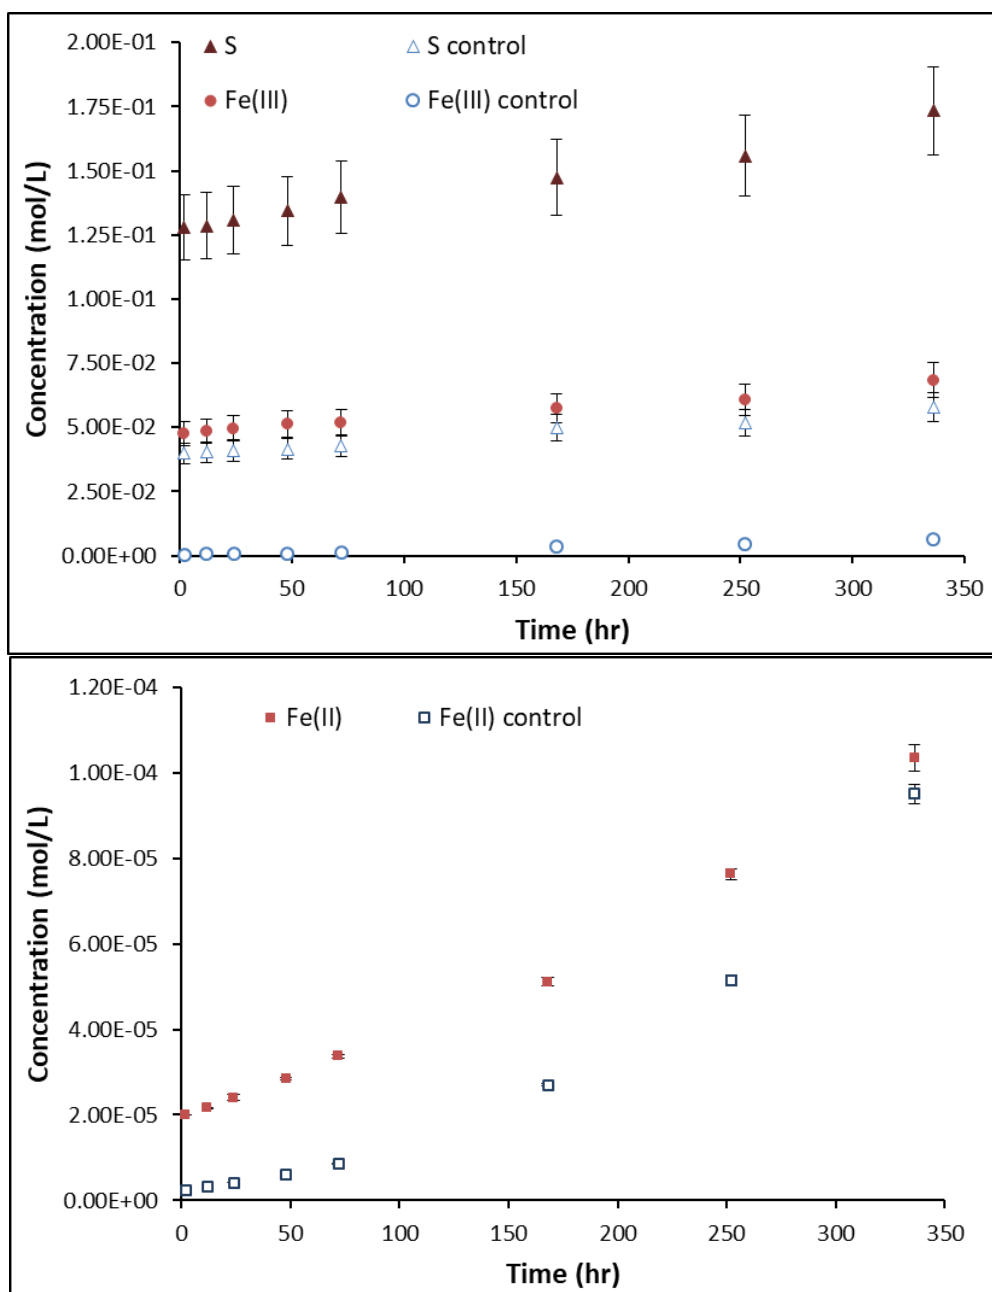 S
S control
Fe(III)
Fe(III) control
2.00E-01
1.75E-01
1.50E-01
1.25E-01
1.00E-01
7.50E-02
5.00E-02
2.50E-02
0.00E+00
Concentration (mol/L)
0 50 100 150 200 250 300 350
Time (hr)
Fe(II)
Fe(II) control
1.20E-04
1.00E-04
8.00E-05
6.00E-05
4.00E-05
2.00E-05
0.00E+00
Concentration (mol/L)
0 50 100 150 200 250 300 350
Time (hr)